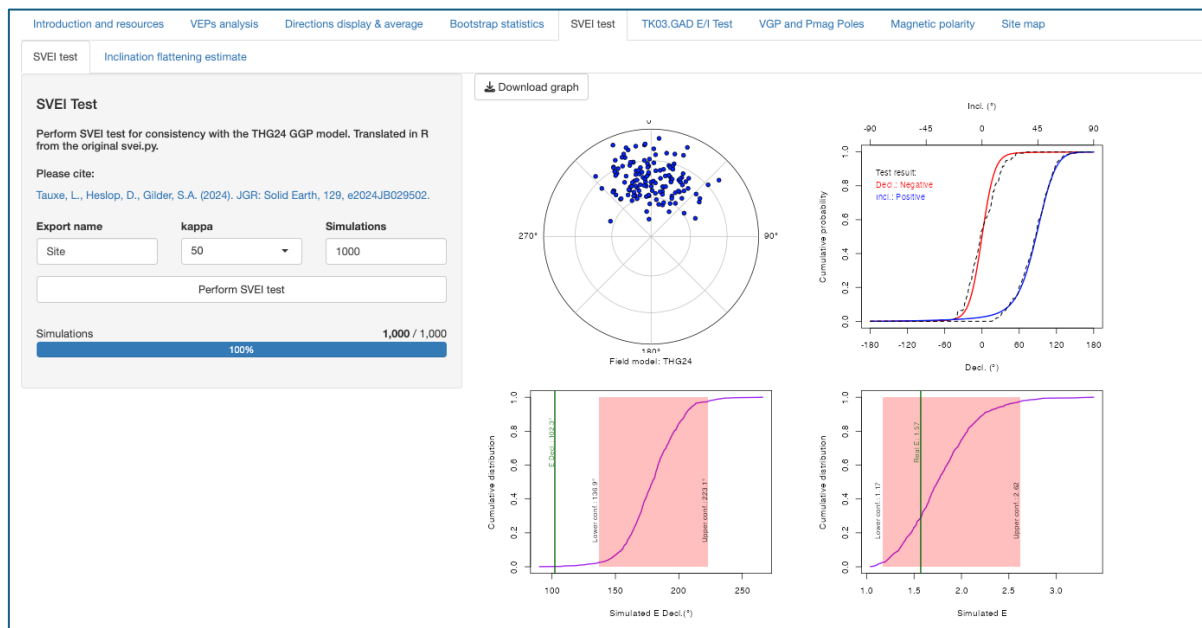 Introduction and resources VEPs analysis Directions display & average Bootstrap statistics SVEI test TK03.GAD E/I Test VGP and Pmag Poles Magnetic polarity Site map
SVEI test Inclination flattening estimate
SVEI Test
Perform SVEI test for consistency with the THG24 GGP model. Translated in R
from the original svei.py.
Please cite:
Tauxe, L., Heslop, D., Gilder, S.A. (2024). JGR: Solid Earth, 129, e2024JB029502.
Export name kappa Simulations
Site 50 1000
Perform SVEI test
Simulations 1,000 / 1,000
100%
Download graph
0
270°
90°
180°
Field model: THG24
Incl. (°)
-90 -45 0 45 90
Cumulative probability
0.0 0.2 0.4 0.6 0.8 1.0
Test result:
Decl.: Negative
Incl.: Positive
-180 -120 -60 0 60 120 180
Decl. (°)
Cumulative distribution
0.0 0.2 0.4 0.6 0.8 1.0
E Decl.: 102.3°
Lower conf.: 136.9°
Upper conf.: 223.1°
100 150 200 250
Simulated E Decl.(°)
Cumulative distribution
0.0 0.2 0.4 0.6 0.8 1.0
Lower conf.: 1.17
Real E: 1.57
Upper conf.: 2.62
1.0 1.5 2.0 2.5 3.0
Simulated E